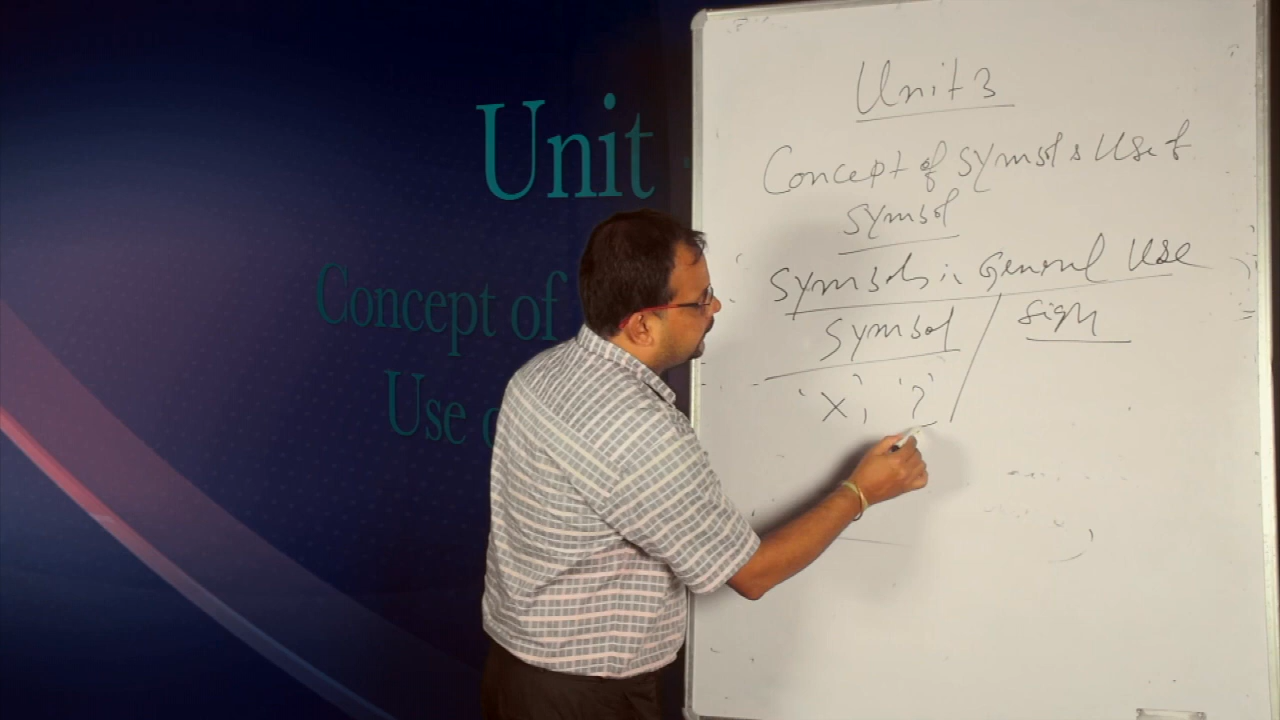 Unit
Concept of
Use o
Unit 3
Concept of symbol & Use of
symbol
Symbols in General Use
Symbol / Sign
'X', '?'